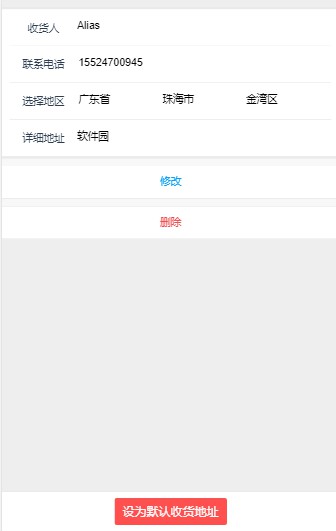 收货人 Alias
联系电话 15524700945
选择地区 广东省 珠海市 金湾区
详细地址 软件园
修改
删除
设为默认收货地址